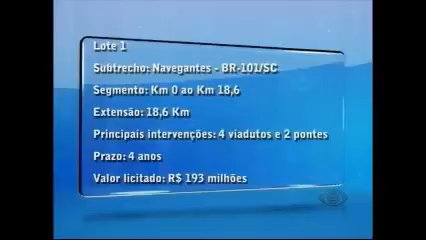 Lote 1
Subtrecho: Navegantes - BR-101/SC
Segmento: Km 0 ao Km 18,6
Extensão: 18,6 Km
Principais intervenções: 4 viadutos e 2 pontes
Prazo: 4 anos
Valor licitado: R$ 193 milhões